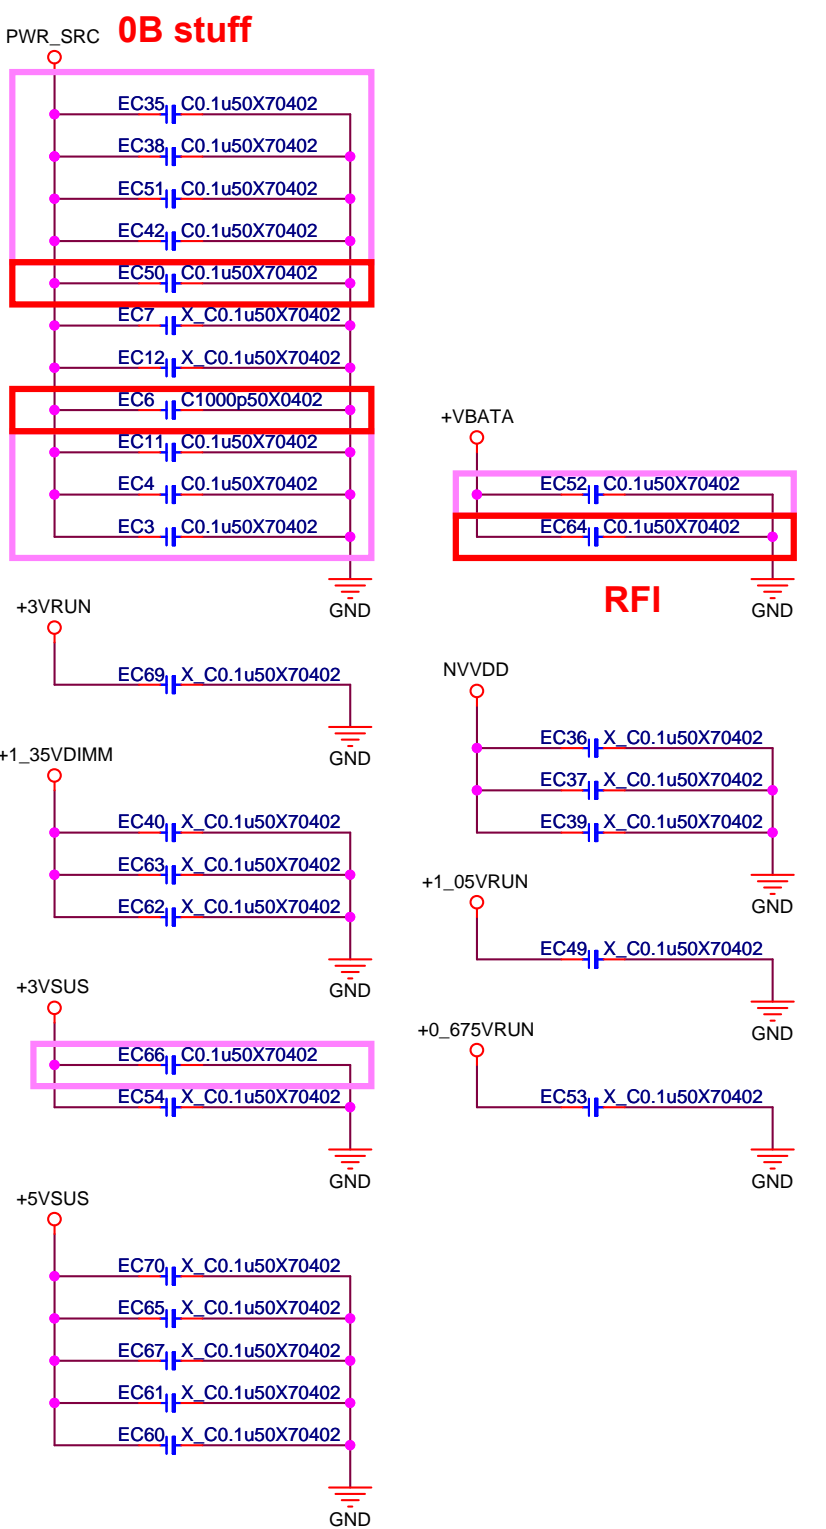 PWR_SRC 0B stuff
EC35 C0.1u50X70402
EC38 C0.1u50X70402
EC51 C0.1u50X70402
EC42 C0.1u50X70402
EC50 C0.1u50X70402
EC7 X_C0.1u50X70402
EC12 X_C0.1u50X70402
EC6 C1000p50X0402
EC11 C0.1u50X70402
EC4 C0.1u50X70402
EC3 C0.1u50X70402
GND
+VBATA
EC52 C0.1u50X70402
EC64 C0.1u50X70402
RFI
GND
+3VRUN
EC69 X_C0.1u50X70402
GND
+1_35VDIMM
EC40 X_C0.1u50X70402
EC63 X_C0.1u50X70402
EC62 X_C0.1u50X70402
GND
+3VSUS
EC66 C0.1u50X70402
EC54 X_C0.1u50X70402
GND
+5VSUS
EC70 X_C0.1u50X70402
EC65 X_C0.1u50X70402
EC67 X_C0.1u50X70402
EC61 X_C0.1u50X70402
EC60 X_C0.1u50X70402
GND
NVVDD
EC36 X_C0.1u50X70402
EC37 X_C0.1u50X70402
EC39 X_C0.1u50X70402
GND
+1_05VRUN
EC49 X_C0.1u50X70402
GND
+0_675VRUN
EC53 X_C0.1u50X70402
GND